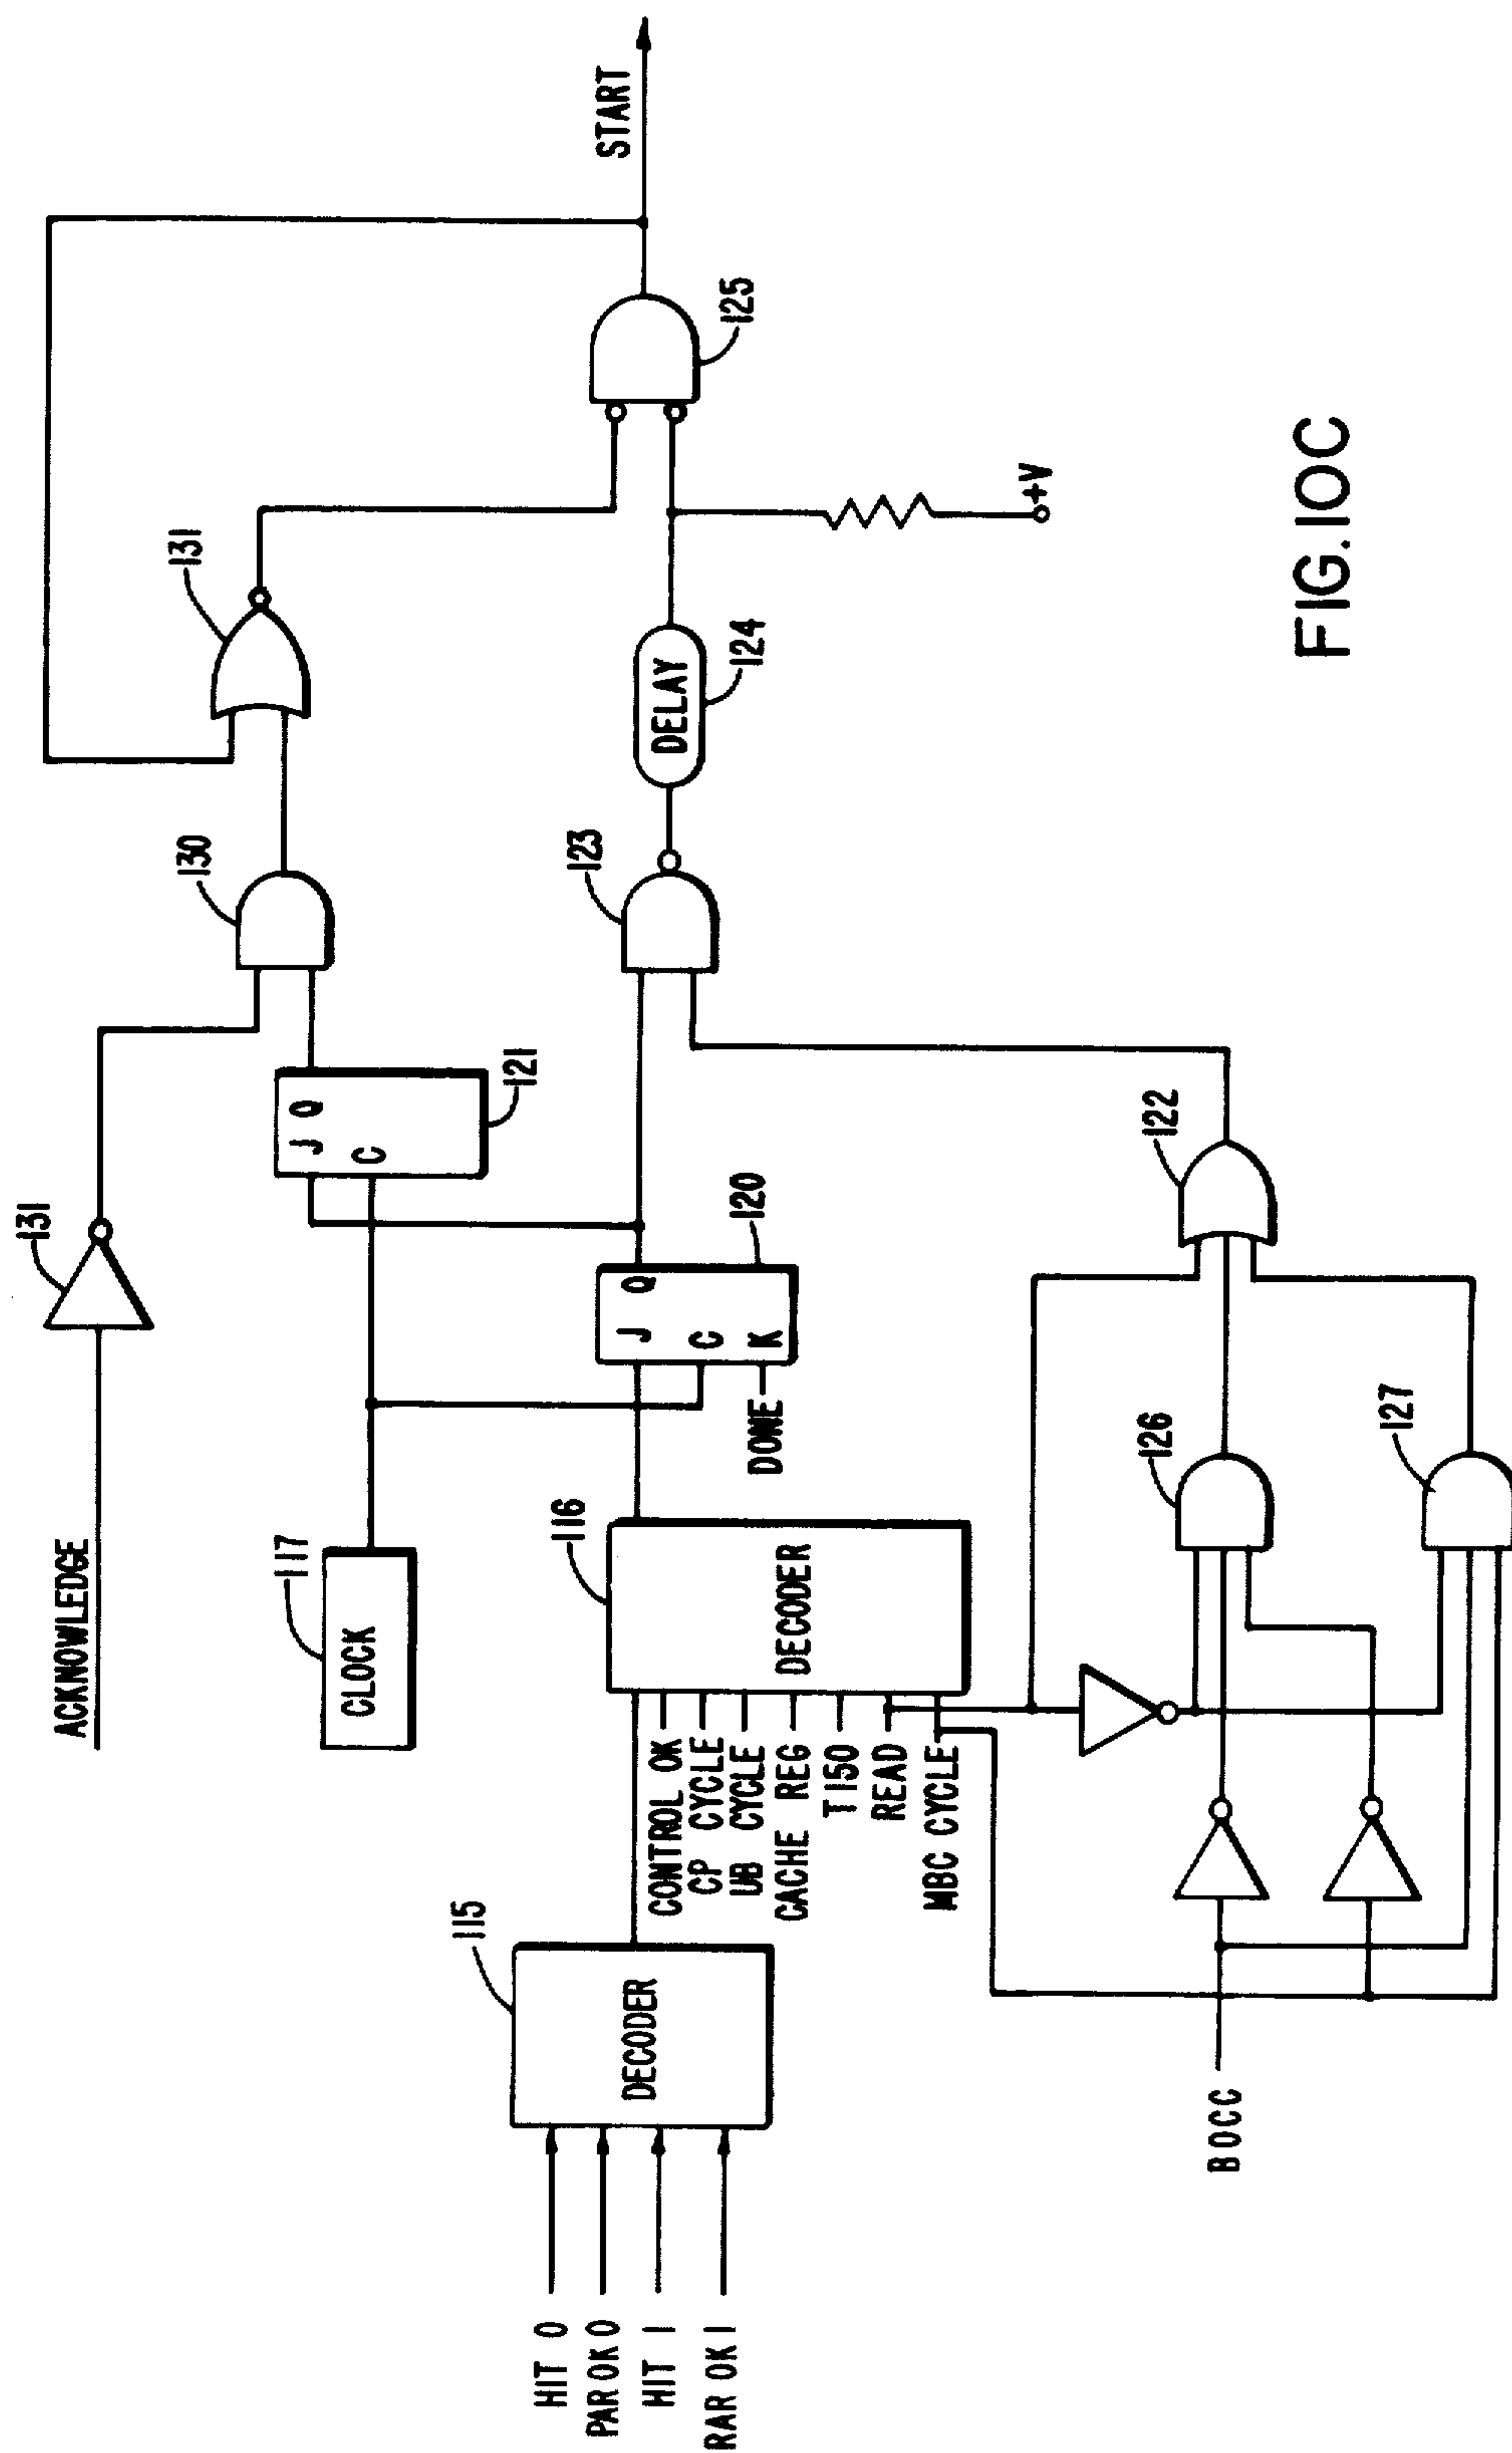 ACKNOWLEDGE
131
130
131
START
117
CLOCK
J Q
C
121
125
HIT 0
PAR OK 0
HIT 1
RAR OK 1
115
DECODER
116
DECODER
CONTROL OK
CP CYCLE
UB CYCLE
CACHE REG
T150
READ
MBC CYCLE
J Q
C
K
DONE
120
123
DELAY
124
+V
BOCC
126
127
122
FIG. 10C